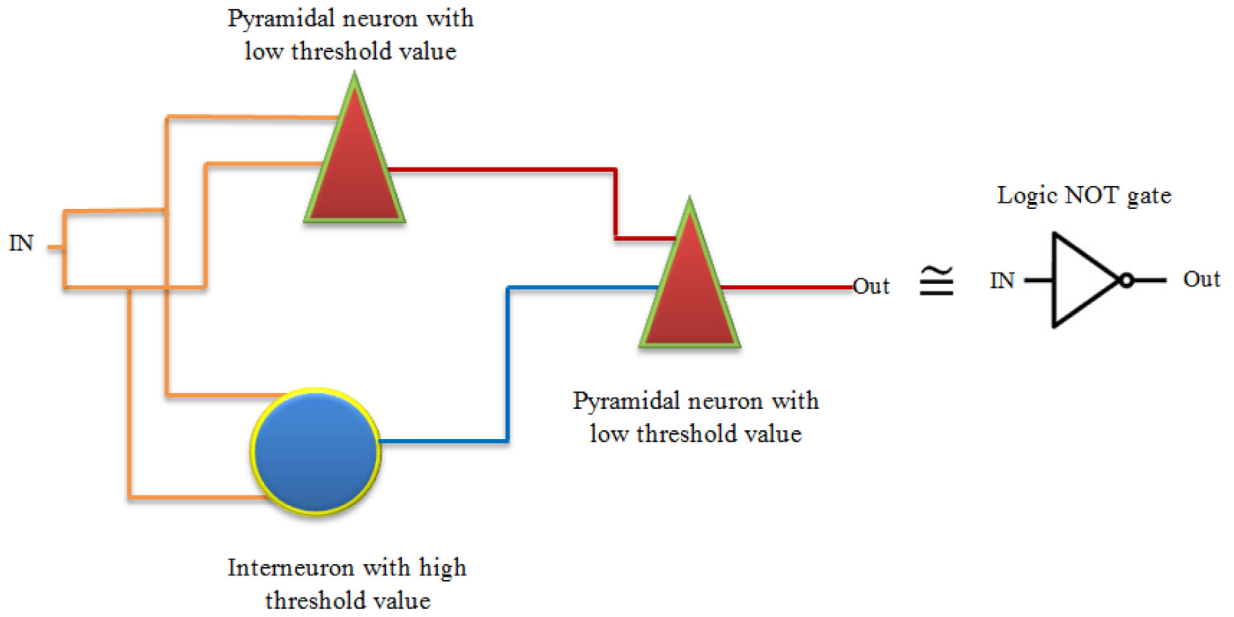 Pyramidal neuron with
low threshold value
IN
Out
Pyramidal neuron with
low threshold value
Interneuron with high
threshold value
≅
Logic NOT gate
IN
Out